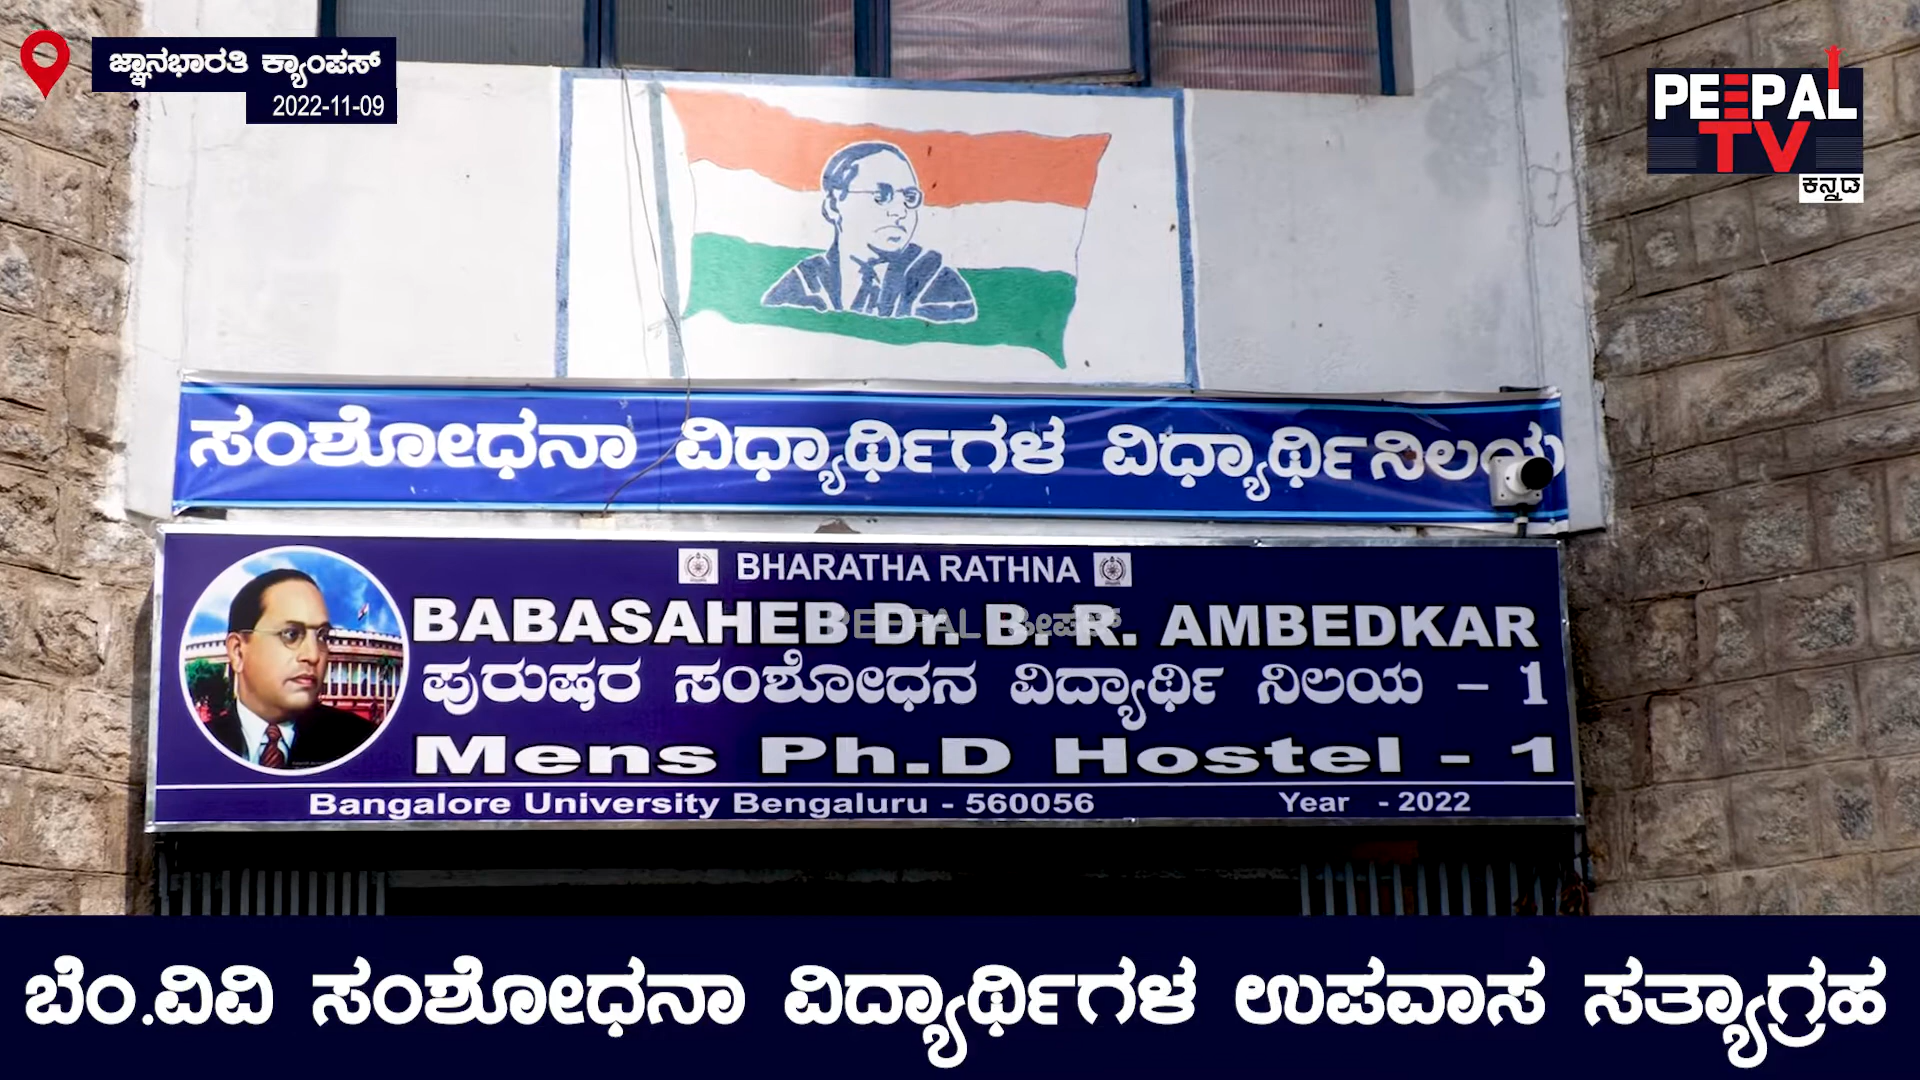 ಜ್ಞಾನಭಾರತಿ ಕ್ಯಾಂಪಸ್
2022-11-09
PEEPAL
TV
ಕನ್ನಡ
ಸಂಶೋಧನಾ ವಿಧ್ಯಾರ್ಥಿಗಳ ವಿಧ್ಯಾರ್ಥಿನಿಲಯ
BHARATHA RATHNA
BABASAHEB Dr. B. R. AMBEDKAR
ಪುರುಷರ ಸಂಶೋಧನ ವಿದ್ಯಾರ್ಥಿ ನಿಲಯ - 1
Mens Ph.D Hostel - 1
Bangalore University Bengaluru - 560056 Year - 2022
ಬೆಂ.ವಿವಿ ಸಂಶೋಧನಾ ವಿದ್ಯಾರ್ಥಿಗಳ ಉಪವಾಸ ಸತ್ಯಾಗ್ರಹ